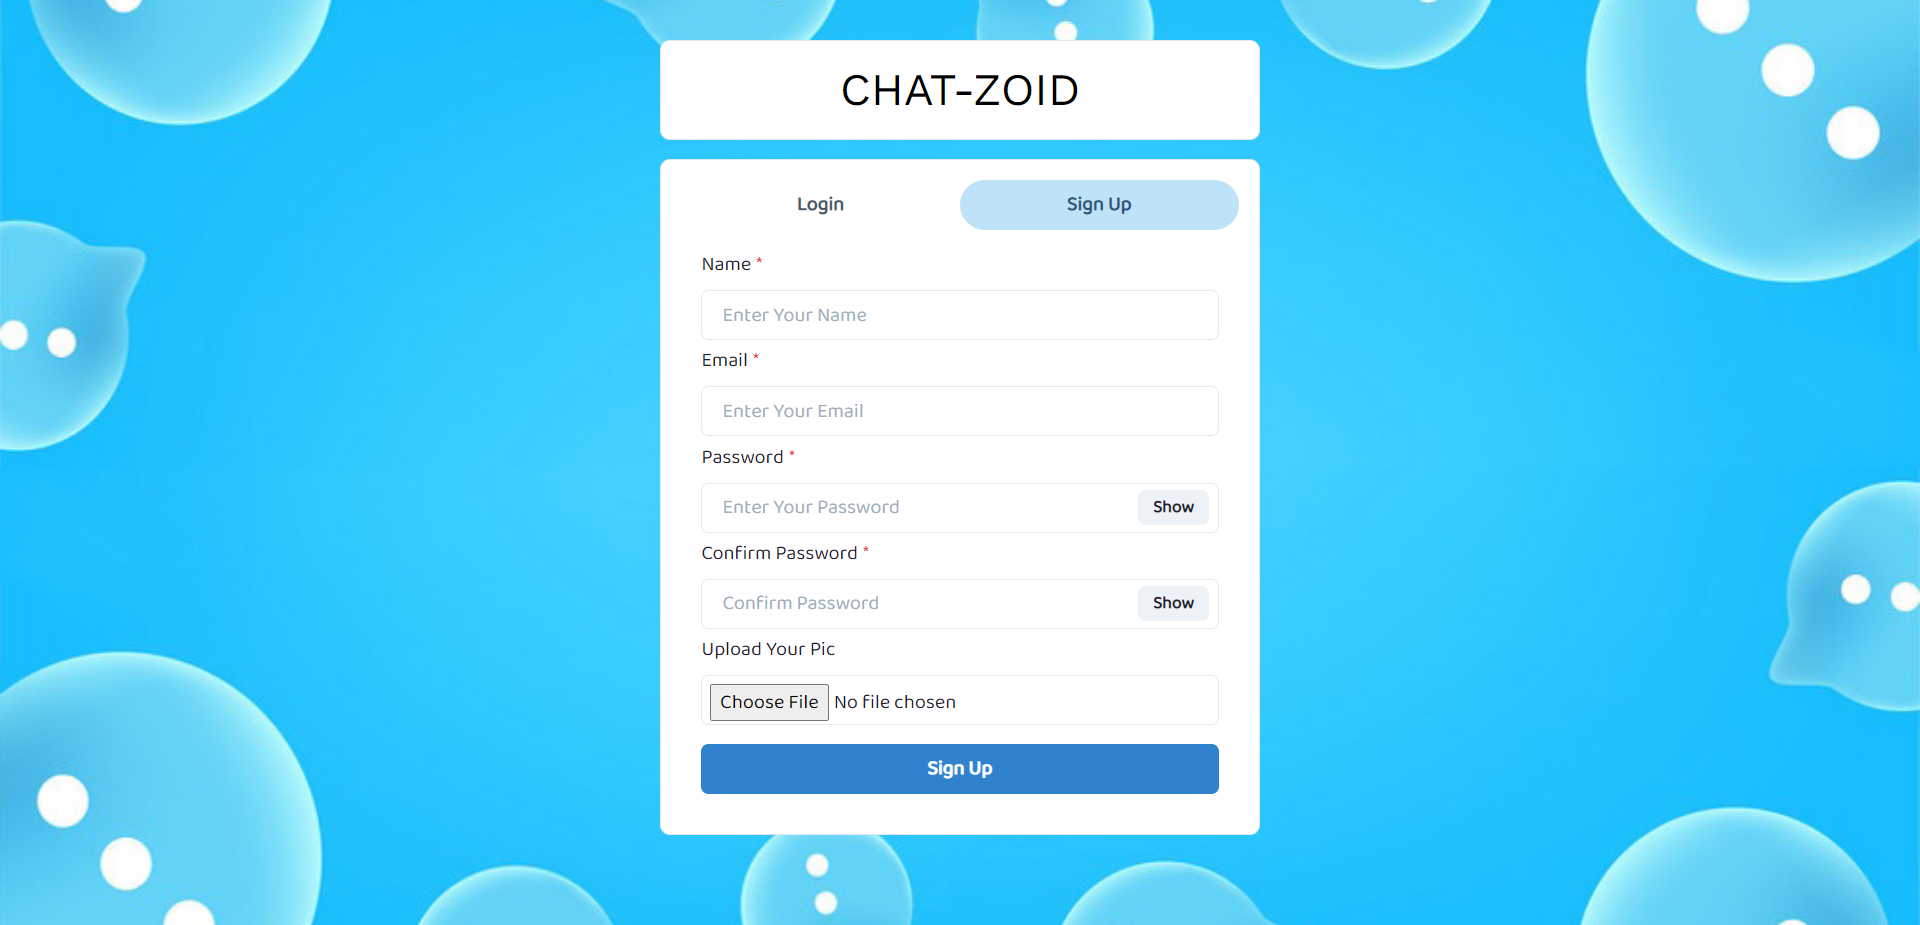 CHAT-ZOID
Login Sign Up
Name *
Enter Your Name
Email *
Enter Your Email
Password *
Enter Your Password Show
Confirm Password *
Confirm Password Show
Upload Your Pic
Choose File No file chosen
Sign Up